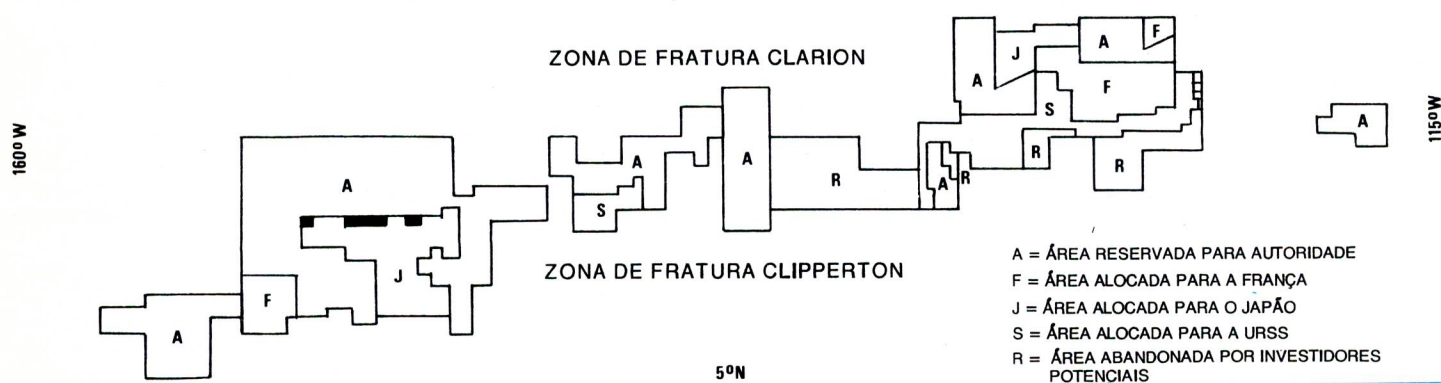 ZONA DE FRATURA CLARION
J
A
F
A
F
S
160º W
115º W
A
A
A
R
A
R
R
R
A
S
ZONA DE FRATURA CLIPPERTON
J
F
A
5ºN
A = ÁREA RESERVADA PARA AUTORIDADE
F = ÁREA ALOCADA PARA A FRANÇA
J = ÁREA ALOCADA PARA O JAPÃO
S = ÁREA ALOCADA PARA A URSS
R = ÁREA ABANDONADA POR INVESTIDORES
POTENCIAIS